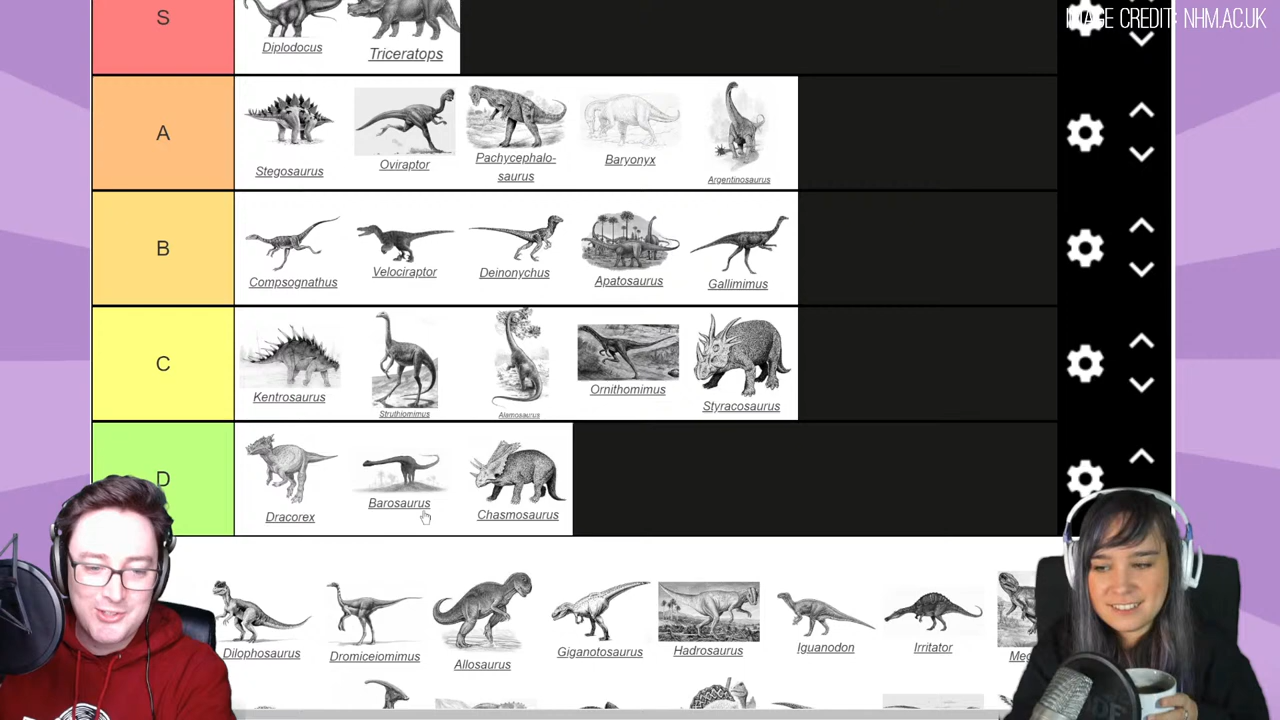 IMAGE CREDIT: NHM.AC.UK
S
Diplodocus
Triceratops
A
Stegosaurus
Oviraptor
Pachycephalo-
saurus
Baryonyx
Argentinosaurus
B
Compsognathus
Velociraptor
Deinonychus
Apatosaurus
Gallimimus
C
Kentrosaurus
Struthiomimus
Alamosaurus
Ornithomimus
Styracosaurus
D
Dracorex
Barosaurus
Chasmosaurus
Dilophosaurus
Dromiceiomimus
Allosaurus
Giganotosaurus
Hadrosaurus
Iguanodon
Irritator